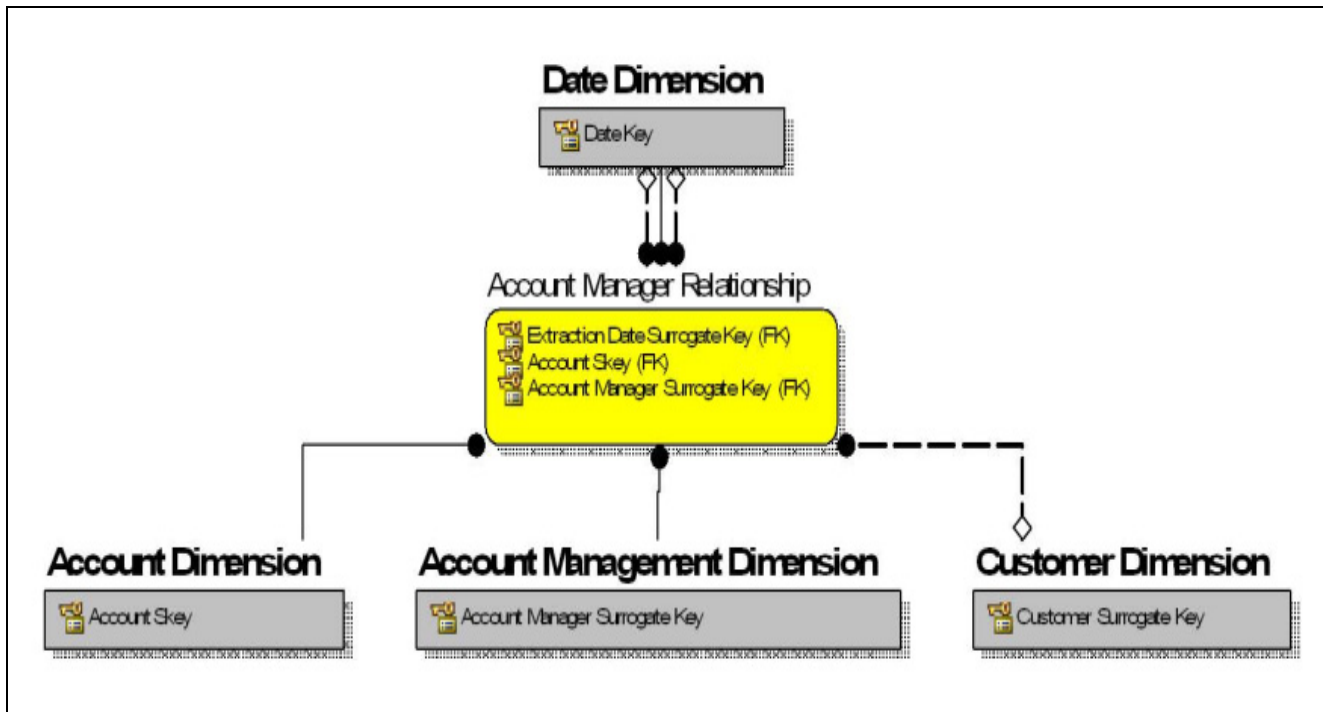 Date Dimension
Date Key
Account Manager Relationship
Extraction Date Surrogate Key (FK)
Account Skey (FK)
Account Manager Surrogate Key (FK)
Account Dimension
Account Skey
Account Management Dimension
Account Manager Surrogate Key
Customer Dimension
Customer Surrogate Key